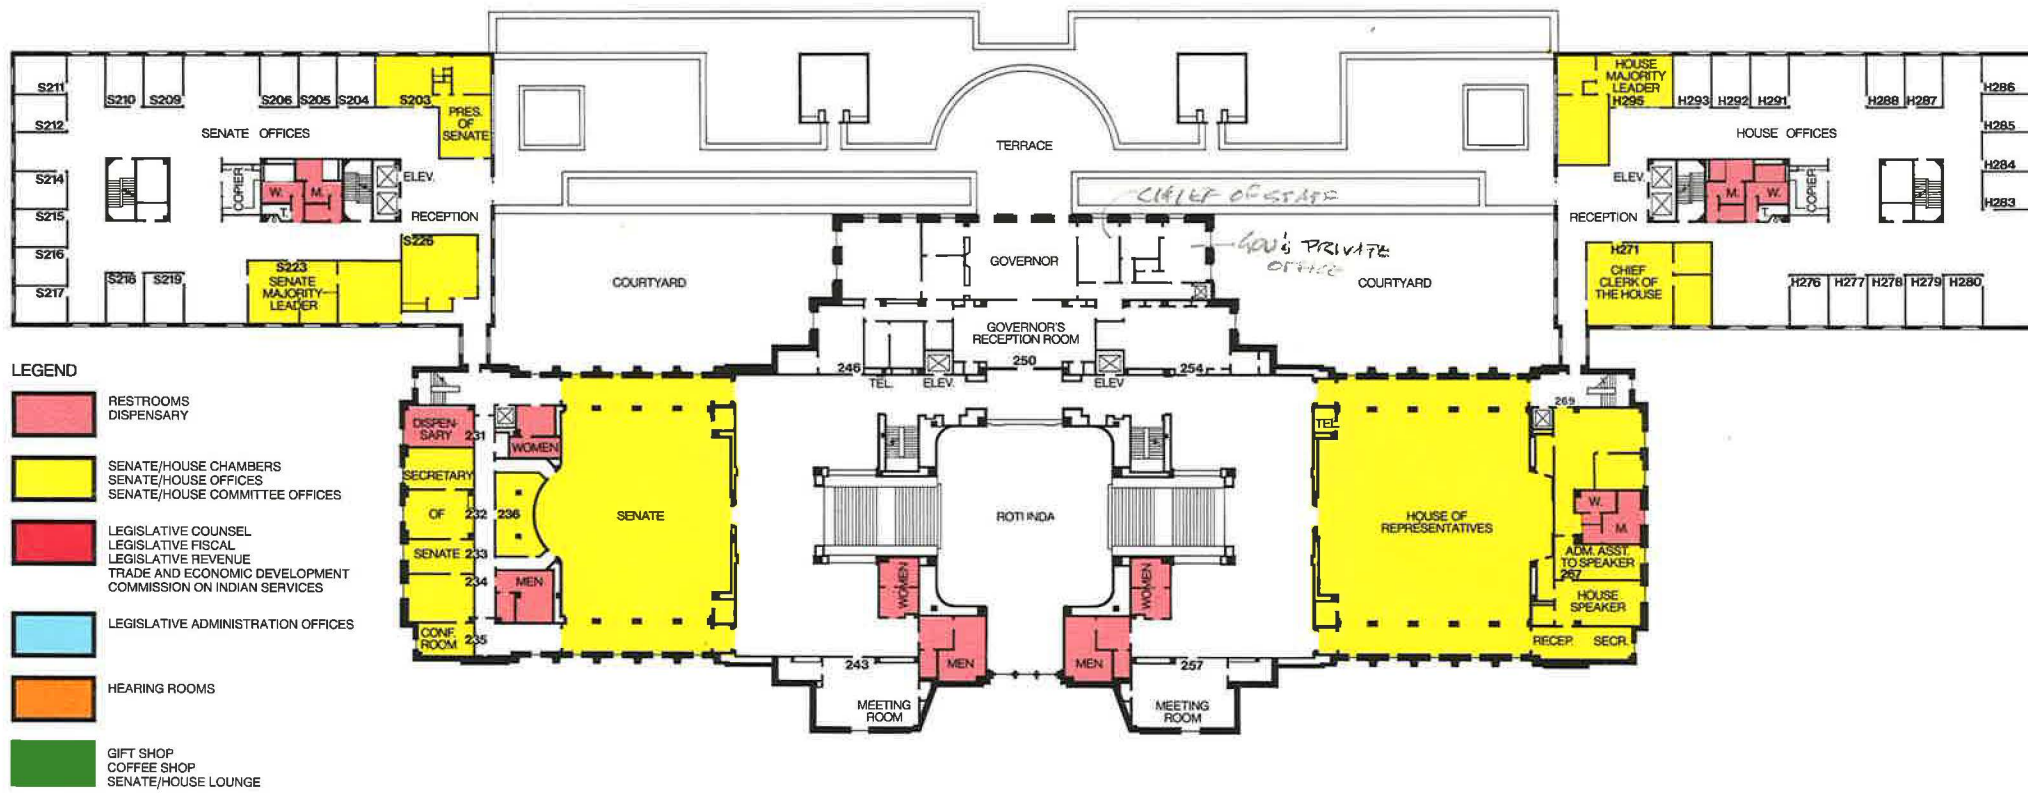 S211
S210
S209
S206
S205
S204
S203
PRES.
OF
SENATE
S212
SENATE OFFICES
S214
COPIER
W.
M.
T.
ELEV.
S215
RECEPTION
S216
S226
S217
S218
S219
S223
SENATE
MAJORITY
LEADER
TERRACE
CHIEF OF STAFF
GOV'S PRIVATE
OFFICE
COURTYARD
GOVERNOR
COURTYARD
GOVERNOR'S
RECEPTION ROOM
246
250
254
TEL.
ELEV.
ELEV
HOUSE
MAJORITY
LEADER
H295
H293
H292
H291
H288
H287
H286
H285
HOUSE OFFICES
H284
ELEV.
M.
W.
T.
COPIER
H283
RECEPTION
H271
CHIEF
CLERK OF
THE HOUSE
H276
H277
H278
H279
H280
LEGEND
RESTROOMS
DISPENSARY
SENATE/HOUSE CHAMBERS
SENATE/HOUSE OFFICES
SENATE/HOUSE COMMITTEE OFFICES
LEGISLATIVE COUNSEL
LEGISLATIVE FISCAL
LEGISLATIVE REVENUE
TRADE AND ECONOMIC DEVELOPMENT
COMMISSION ON INDIAN SERVICES
LEGISLATIVE ADMINISTRATION OFFICES
HEARING ROOMS
GIFT SHOP
COFFEE SHOP
SENATE/HOUSE LOUNGE
DISPEN-
SARY
231
WOMEN
SECRETARY
OF
232
236
SENATE
233
234
MEN
CONF.
ROOM
235
SENATE
ROTUNDA
WOMEN
WOMEN
MEN
MEN
243
257
MEETING
ROOM
MEETING
ROOM
TEL.
HOUSE OF
REPRESENTATIVES
269
W.
M.
ADM. ASST.
TO SPEAKER
267
HOUSE
SPEAKER
RECEP.
SECR.